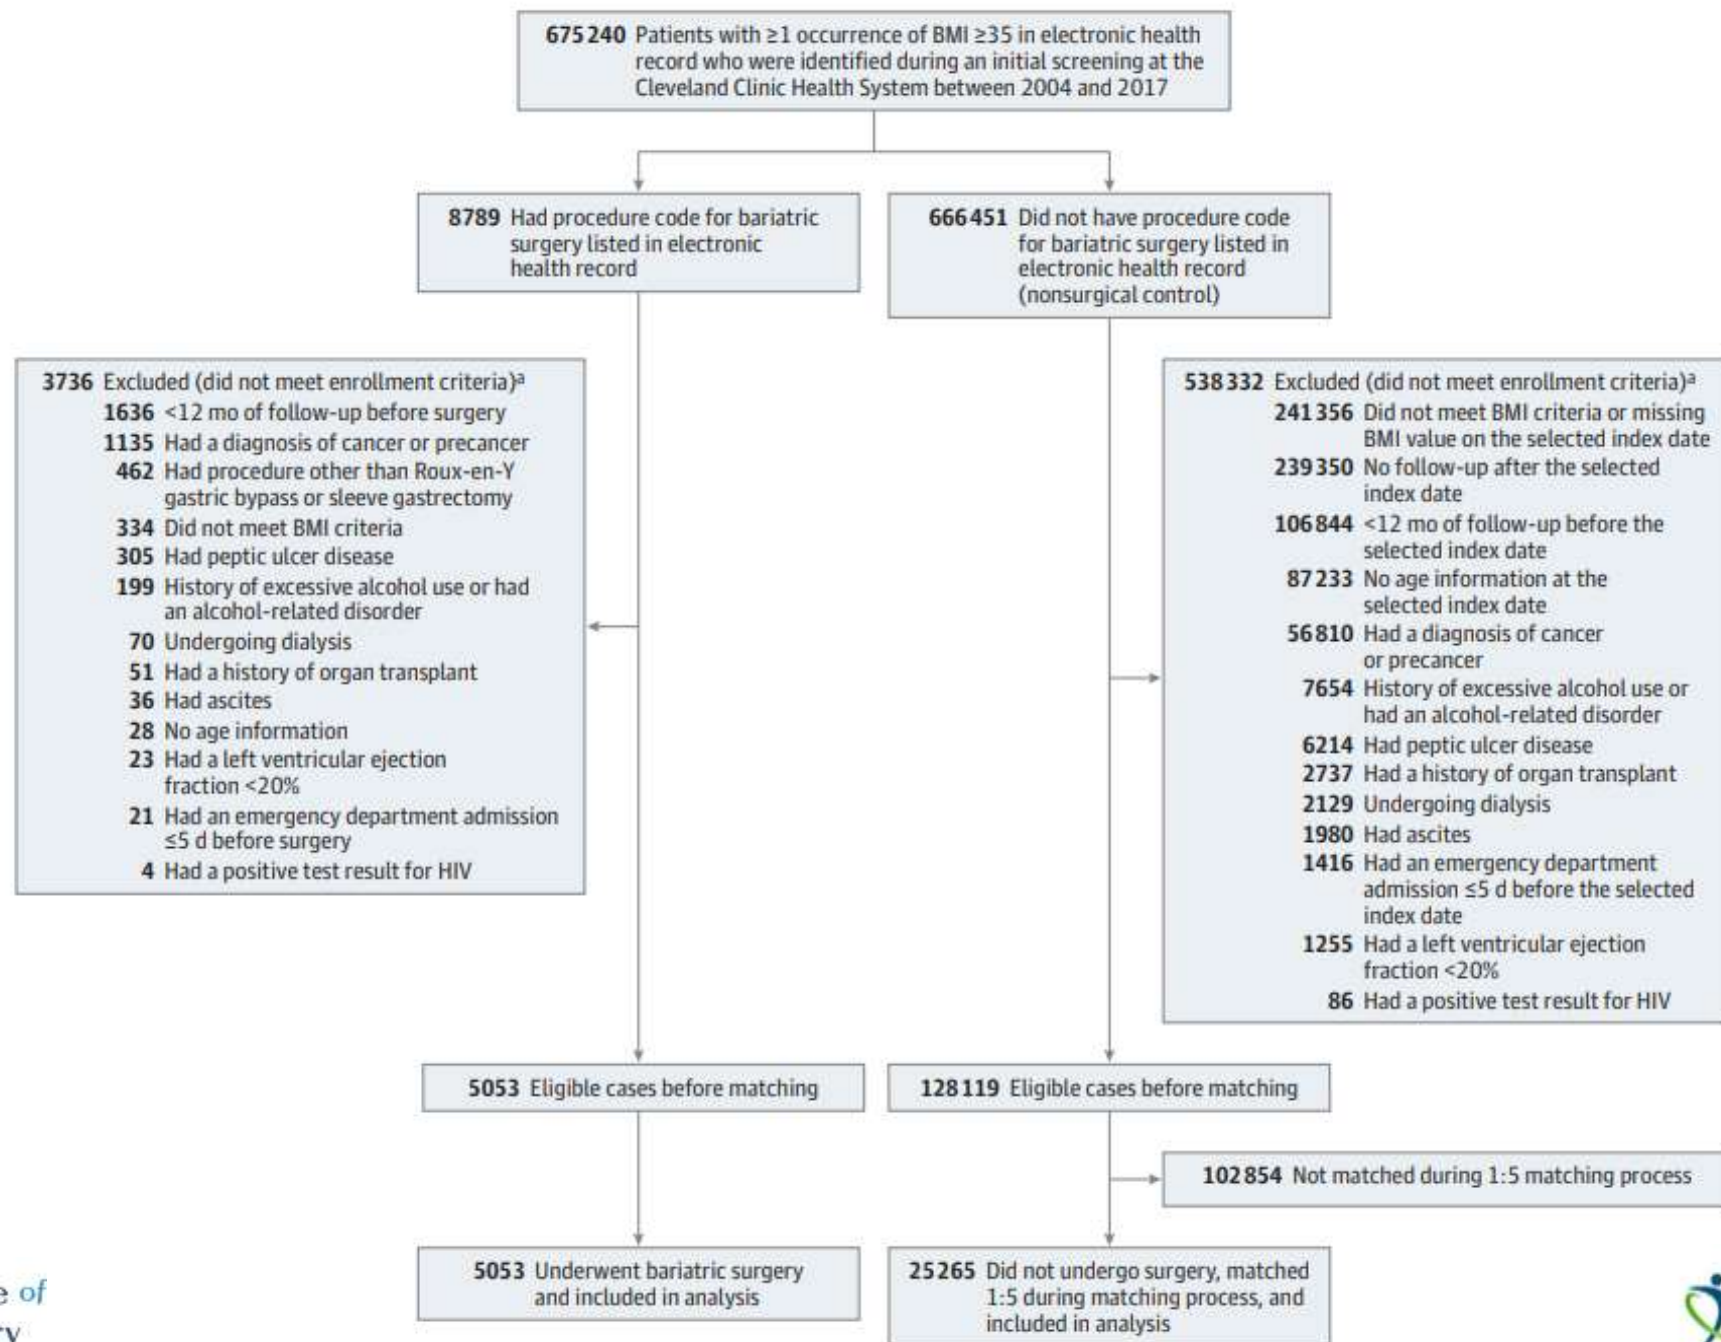 675 240 Patients with ≥1 occurrence of BMI ≥35 in electronic health
record who were identified during an initial screening at the
Cleveland Clinic Health System between 2004 and 2017
8789 Had procedure code for bariatric
surgery listed in electronic
health record
666 451 Did not have procedure code
for bariatric surgery listed in
electronic health record
(nonsurgical control)
3736 Excluded (did not meet enrollment criteria)a
1636 <12 mo of follow-up before surgery
1135 Had a diagnosis of cancer or precancer
462 Had procedure other than Roux-en-Y
gastric bypass or sleeve gastrectomy
334 Did not meet BMI criteria
305 Had peptic ulcer disease
199 History of excessive alcohol use or had
an alcohol-related disorder
70 Undergoing dialysis
51 Had a history of organ transplant
36 Had ascites
28 No age information
23 Had a left ventricular ejection
fraction <20%
21 Had an emergency department admission
≤5 d before surgery
4 Had a positive test result for HIV
538 332 Excluded (did not meet enrollment criteria)a
241 356 Did not meet BMI criteria or missing
BMI value on the selected index date
239 350 No follow-up after the selected
index date
106 844 <12 mo of follow-up before the
selected index date
87 233 No age information at the
selected index date
56 810 Had a diagnosis of cancer
or precancer
7654 History of excessive alcohol use or
had an alcohol-related disorder
6214 Had peptic ulcer disease
2737 Had a history of organ transplant
2129 Undergoing dialysis
1980 Had ascites
1416 Had an emergency department
admission ≤5 d before the selected
index date
1255 Had a left ventricular ejection
fraction <20%
86 Had a positive test result for HIV
5053 Eligible cases before matching
128 119 Eligible cases before matching
102 854 Not matched during 1:5 matching process
5053 Underwent bariatric surgery
and included in analysis
25 265 Did not undergo surgery, matched
1:5 during matching process, and
included in analysis
e of
ry